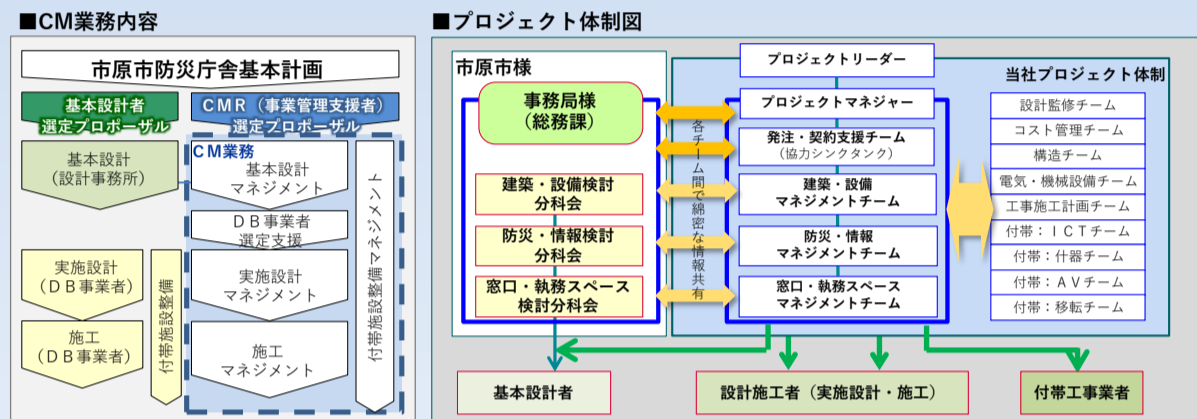 ■CM業務内容
市原市防災庁舎基本計画
基本設計者
選定プロポーザル
CMR（事業管理支援者）
選定プロポーザル
基本設計
（設計事務所）
CM業務
基本設計
マネジメント
DB事業者
選定支援
実施設計
（DB事業者）
実施設計
マネジメント
施工
（DB事業者）
施工
マネジメント
付帯施設整備
付帯施設整備マネジメント
■プロジェクト体制図
市原市様
事務局様
（総務課）
建築・設備検討
分科会
防災・情報検討
分科会
窓口・執務スペース
検討分科会
各チーム間で綿密な情報共有
プロジェクトリーダー
当社プロジェクト体制
プロジェクトマネジャー
発注・契約支援チーム
（協力シンクタンク）
建築・設備
マネジメントチーム
防災・情報
マネジメントチーム
窓口・執務スペース
マネジメントチーム
設計監修チーム
コスト管理チーム
構造チーム
電気・機械設備チーム
工事施工計画チーム
付帯：ICTチーム
付帯：什器チーム
付帯：AVチーム
付帯：移転チーム
基本設計者
設計施工者（実施設計・施工）
付帯工事業者